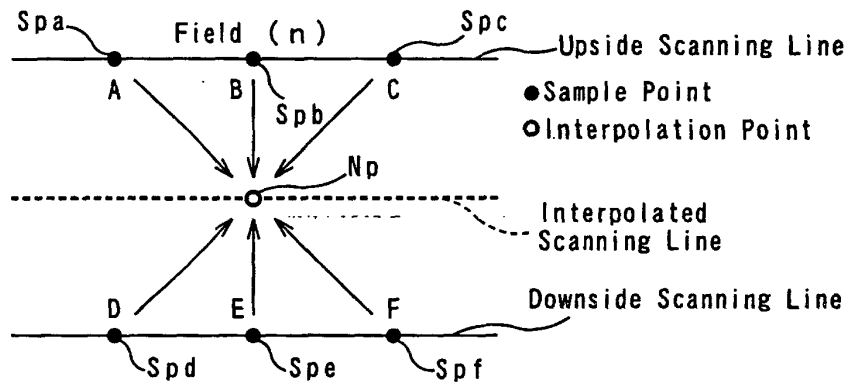 Spa
Field (n)
Spc
Upside Scanning Line
A
B
C
Spb
Sample Point
Interpolation Point
Np
Interpolated
Scanning Line
D
E
F
Downside Scanning Line
Spd
Spe
Spf